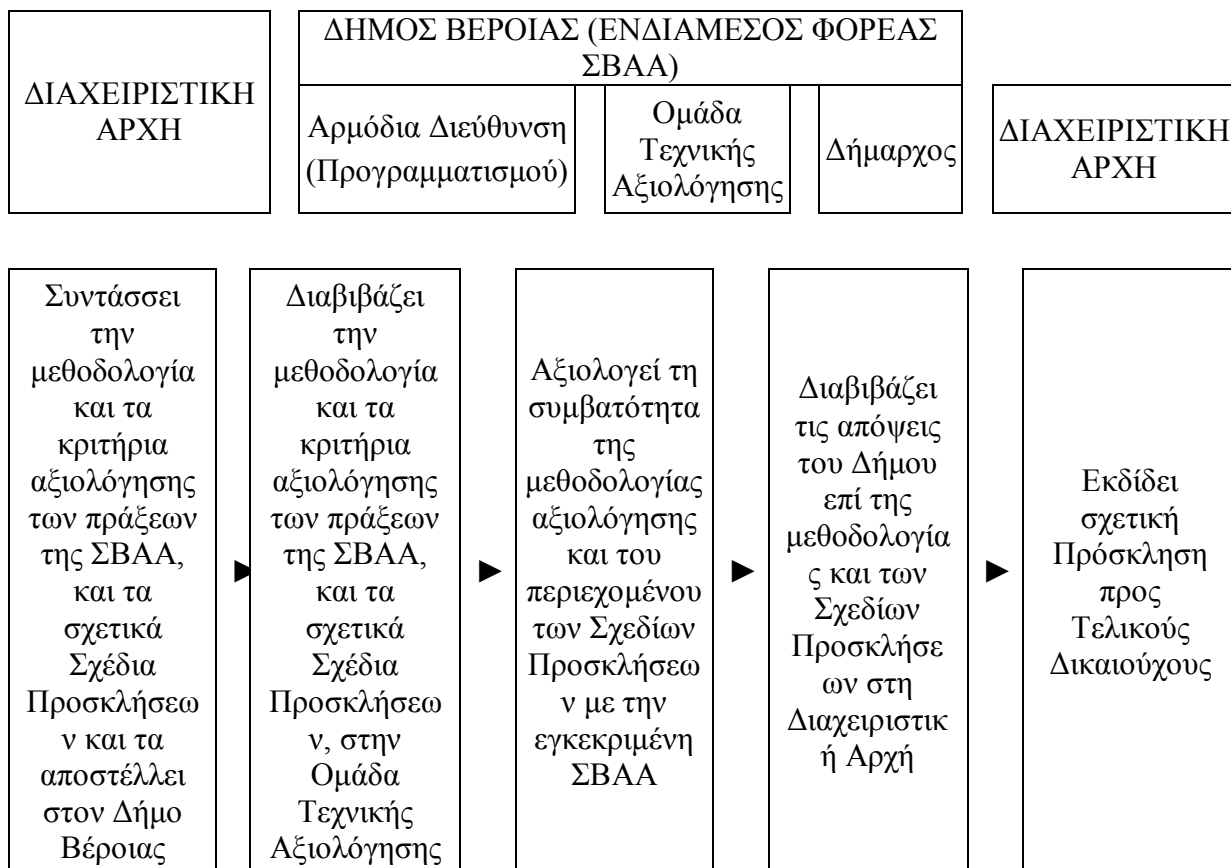 ΔΙΑΧΕΙΡΙΣΤΙΚΗ
ΑΡΧΗ
ΔΗΜΟΣ ΒΕΡΟΙΑΣ (ΕΝΔΙΑΜΕΣΟΣ ΦΟΡΕΑΣ
ΣΒΑΑ)
Αρμόδια Διεύθυνση
(Προγραμματισμού)
Ομάδα
Τεχνικής
Αξιολόγησης
Δήμαρχος
ΔΙΑΧΕΙΡΙΣΤΙΚΗ
ΑΡΧΗ
Συντάσσει
την
μεθοδολογία
και τα
κριτήρια
αξιολόγησης
των πράξεων
της ΣΒΑΑ,
και τα
σχετικά
Σχέδια
Προσκλήσεω
ν και τα
αποστέλλει
στον Δήμο
Βέροιας
►
Διαβιβάζει
την
μεθοδολογία
και τα
κριτήρια
αξιολόγησης
των πράξεων
της ΣΒΑΑ,
και τα
σχετικά
Σχέδια
Προσκλήσεω
ν, στην
Ομάδα
Τεχνικής
Αξιολόγησης
►
Αξιολογεί τη
συμβατότητα
της
μεθοδολογίας
αξιολόγησης
και του
περιεχομένου
των Σχεδίων
Προσκλήσεω
ν με την
εγκεκριμένη
ΣΒΑΑ
►
Διαβιβάζει
τις απόψεις
του Δήμου
επί της
μεθοδολογία
ς και των
Σχεδίων
Προσκλήσε
ων στη
Διαχειριστικ
ή Αρχή
►
Εκδίδει
σχετική
Πρόσκληση
προς
Τελικούς
Δικαιούχους